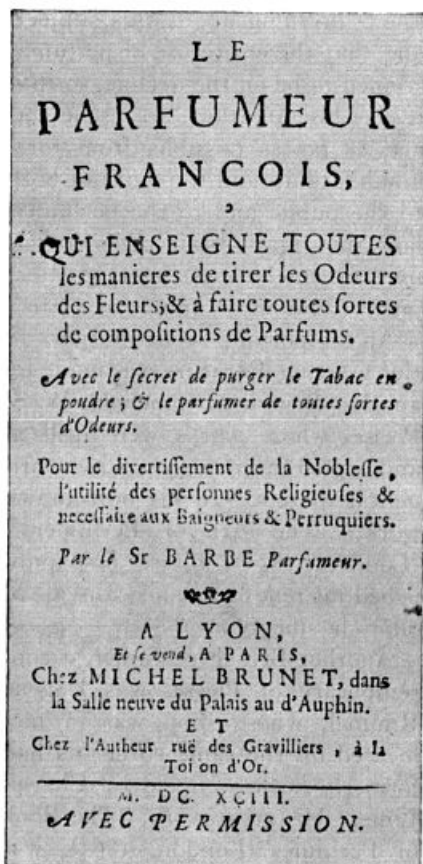 LE
PARFUMEUR
FRANCOIS,
QUI ENSEIGNE TOUTES
les manieres de tirer les Odeurs
des Fleurs; & à faire toutes sortes
de compositions de Parfums.
Avec le secret de purger le Tabac en
poudre ; & le parfumer de toutes sortes
d'Odeurs.
Pour le divertissement de la Noblesse,
l'utilité des personnes Religieuses &
necessaire aux Baigneurs & Perruquiers.
Par le Sr BARBE Parfumeur.
A LYON,
Et se vend, A PARIS,
Chez MICHEL BRUNET, dans
la Salle neuve du Palais au d'Auphin.
ET
Chez l'Autheur ruë des Gravilliers, à la
Toi on d'Or.
M. DC. XCIII.
AVEC PERMISSION.